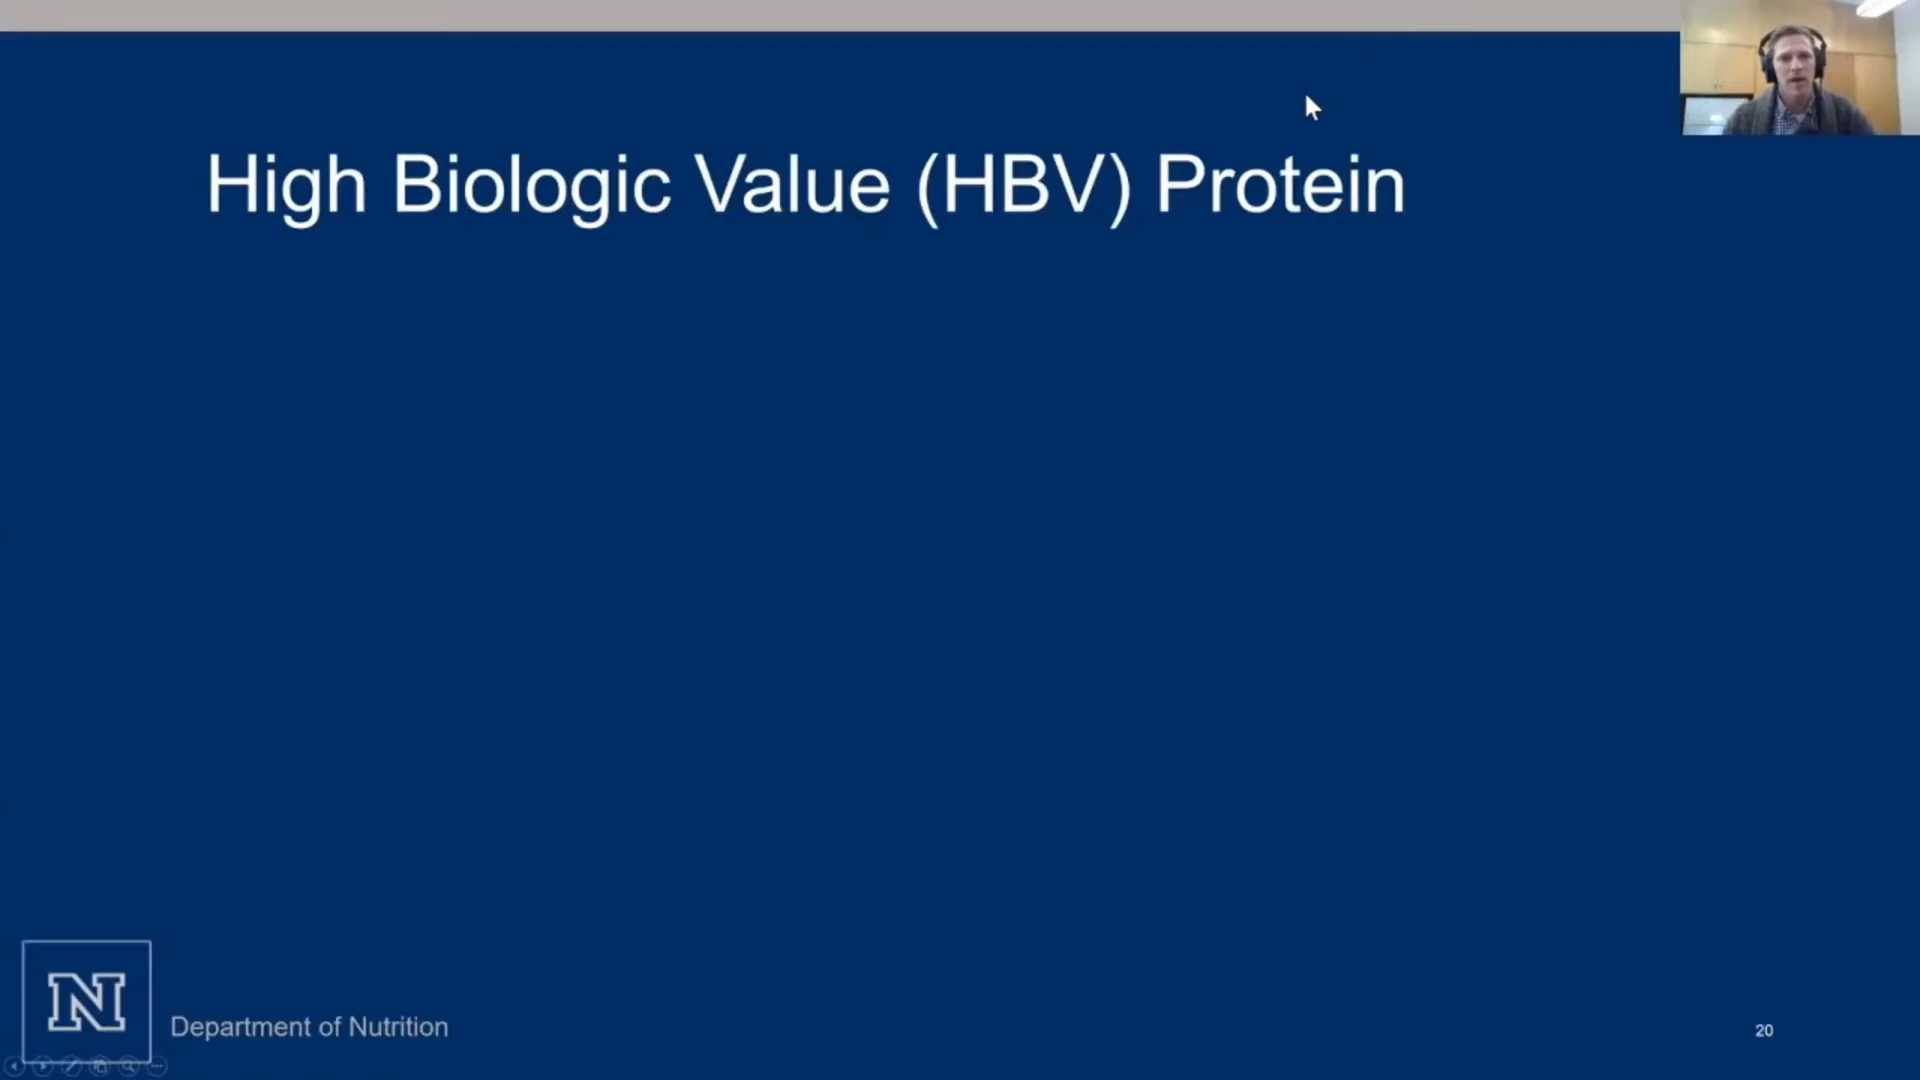 High Biologic Value (HBV) Protein
N
Department of Nutrition
20